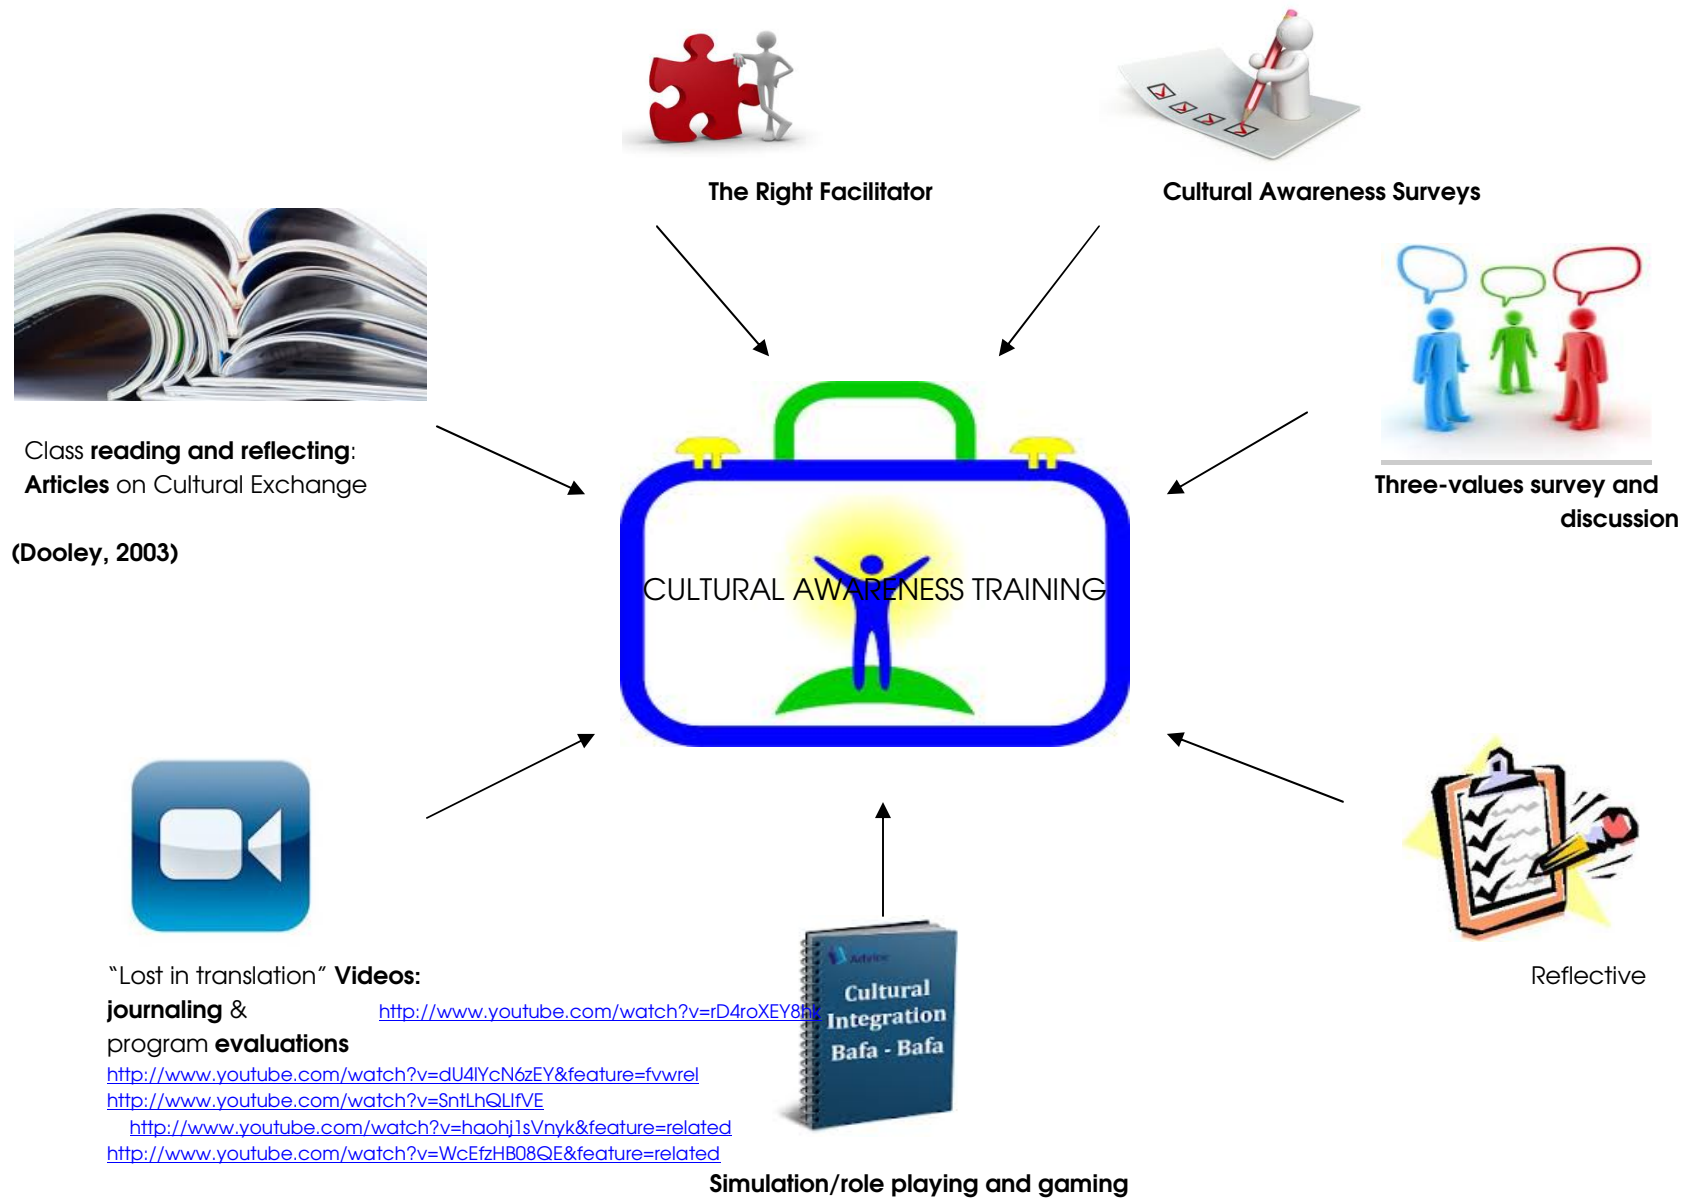 The Right Facilitator
Cultural Awareness Surveys
Class reading and reflecting:
Articles on Cultural Exchange
(Dooley, 2003)
Three-values survey and
discussion
CULTURAL AWARENESS TRAINING
"Lost in translation" Videos:
Reflective
journaling & http://www.youtube.com/watch?v=rD4roXEY8hk
program evaluations
http://www.youtube.com/watch?v=dU4lYcN6zEY&feature=fvwrel
http://www.youtube.com/watch?v=SntLhQLIfVE
http://www.youtube.com/watch?v=haohj1sVnyk&feature=related
http://www.youtube.com/watch?v=WcEfzHB08QE&feature=related
Advice
Cultural
Integration
Bafa - Bafa
Simulation/role playing and gaming